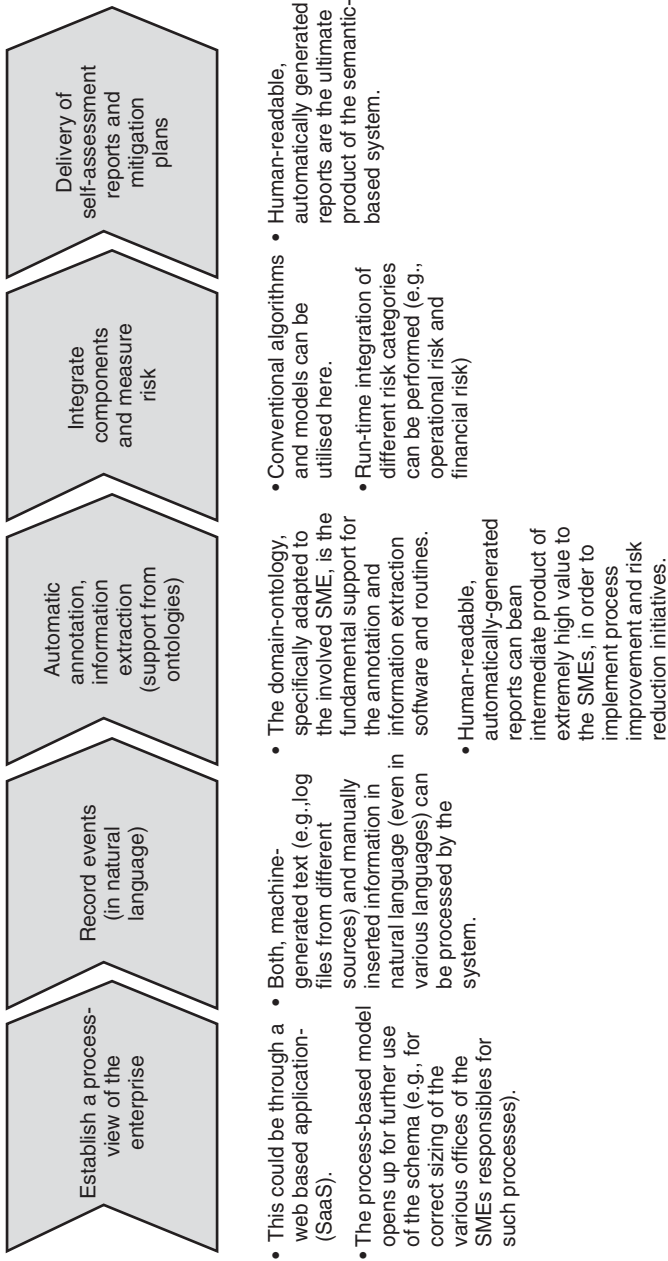 Establish a process-
view of the
enterprise
• This could be through a
web based application-
(SaaS).
• The process-based model
opens up for further use
of the schema (e.g., for
correct sizing of the
various offices of the
SMEs responsibles for
such processes).
Record events
(in natural
language)
• Both, machine-
generated text (e.g.,log
files from different
sources) and manually
inserted information in
natural language (even in
various languages) can
be processed by the
system.
Automatic
annotation,
information
extraction
(support from
ontologies)
• The domain-ontology,
specifically adapted to
the involved SME, is the
fundamental support for
the annotation and
information extraction
software and routines.
• Human-readable,
automatically-generated
reports can bean
intermediate product of
extremely high value to
the SMEs, in order to
implement process
improvement and risk
reduction initiatives.
Integrate
components
and measure
risk
• Conventional algorithms
and models can be
utilised here.
• Run-time integration of
different risk categories
can be performed (e.g.,
operational risk and
financial risk)
Delivery of
self-assessment
reports and
mitigation
plans
• Human-readable,
automatically generated
reports are the ultimate
product of the semantic-
based system.